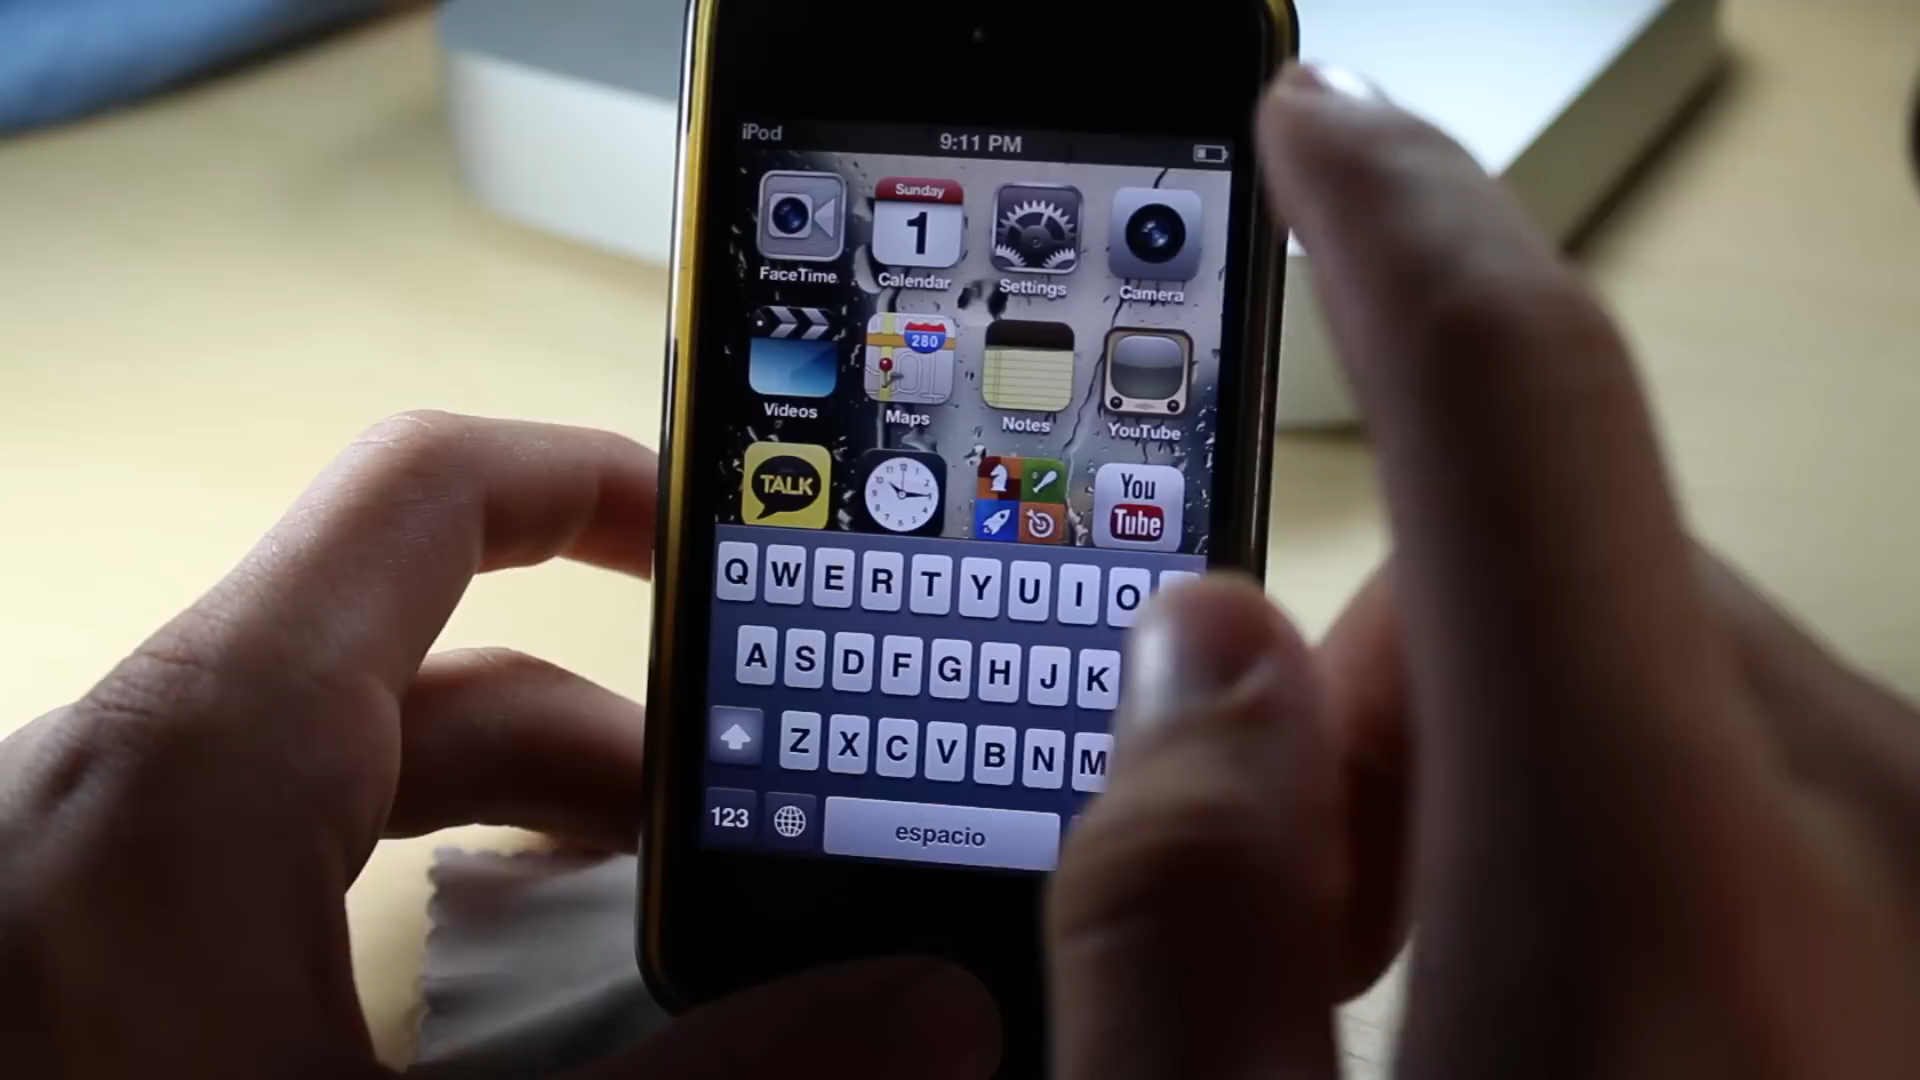 iPod 9:11 PM
Sunday
1
FaceTime Calendar Settings Camera
280
Videos Maps Notes YouTube
TALK You
Tube
Q W E R T Y U I O
A S D F G H J K
Z X C V B N M
123 espacio